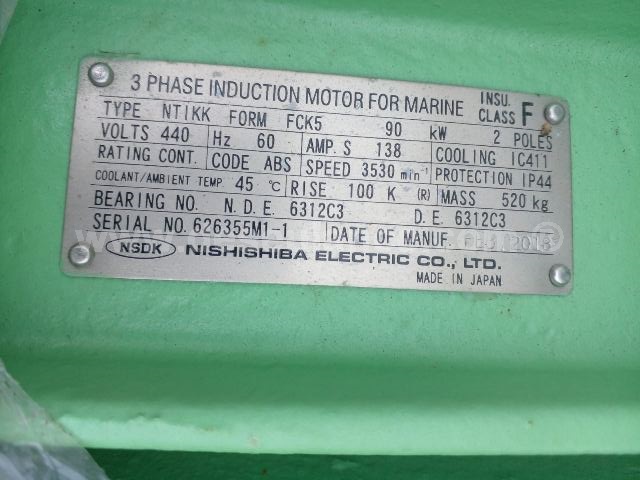 3 PHASE INDUCTION MOTOR FOR MARINE INSU. CLASS F
TYPE NTIKK FORM FCK5 90 kW 2 POLES
VOLTS 440 Hz 60 AMP. S 138 COOLING IC411
RATING CONT. CODE ABS SPEED 3530 min⁻¹ PROTECTION IP44
COOLANT/AMBIENT TEMP. 45 °C RISE 100 K (R) MASS 520 kg
BEARING NO. N. D. E. 6312C3 D. E. 6312C3
SERIAL NO. 626355M1-1 DATE OF MANUF. FEB. 2018
NSDK NISHISHIBA ELECTRIC CO., LTD.
MADE IN JAPAN